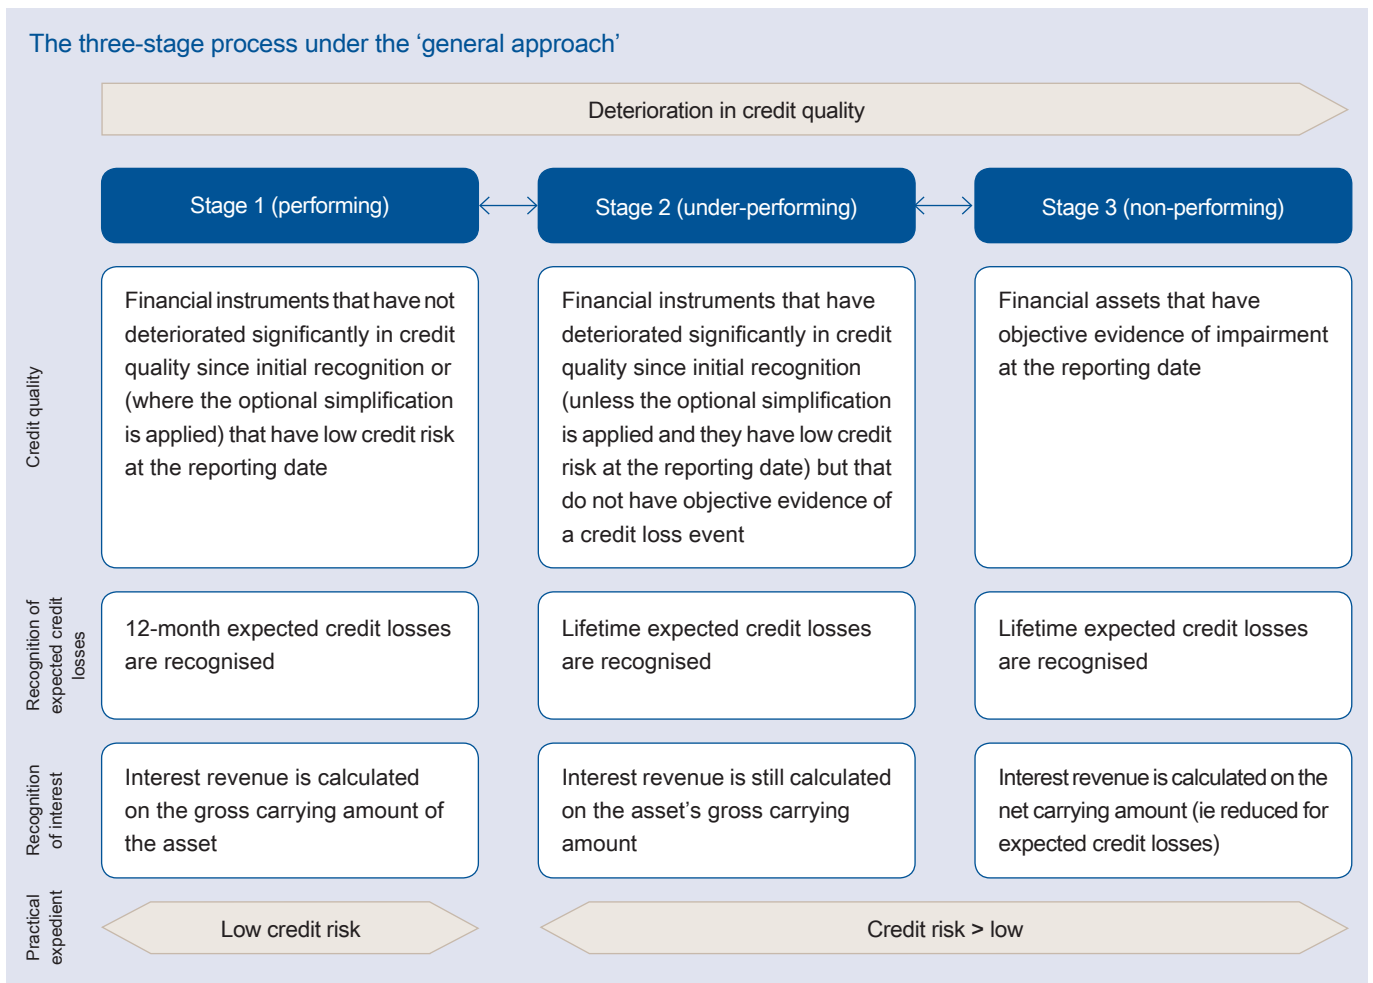 The three-stage process under the ‘general approach’
Deterioration in credit quality
Stage 1 (performing)
Stage 2 (under-performing)
Stage 3 (non-performing)
Credit quality
Financial instruments that have not
deteriorated significantly in credit
quality since initial recognition or
(where the optional simplification
is applied) that have low credit risk
at the reporting date
Financial instruments that have
deteriorated significantly in credit
quality since initial recognition
(unless the optional simplification
is applied and they have low credit
risk at the reporting date) but that
do not have objective evidence of
a credit loss event
Financial assets that have
objective evidence of impairment
at the reporting date
Recognition of
expected credit
losses
12-month expected credit losses
are recognised
Lifetime expected credit losses
are recognised
Lifetime expected credit losses
are recognised
Recognition
of interest
Interest revenue is calculated
on the gross carrying amount of
the asset
Interest revenue is still calculated
on the asset’s gross carrying
amount
Interest revenue is calculated on the
net carrying amount (ie reduced for
expected credit losses)
Practical
expedient
Low credit risk
Credit risk > low